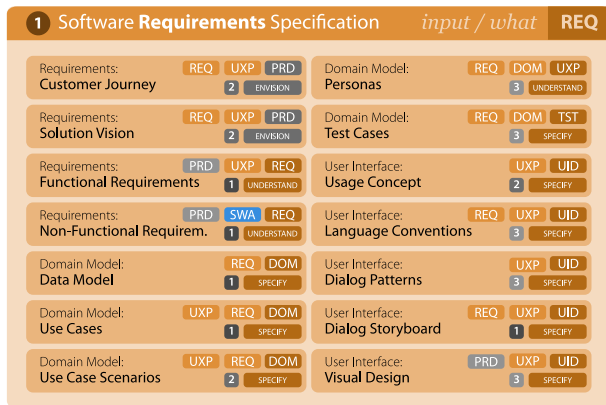 1 Software Requirements Specification input / what REQ
Requirements: REQ UXP PRD
Customer Journey 2 ENVISION
Requirements: REQ UXP PRD
Solution Vision 2 ENVISION
Requirements: PRD UXP REQ
Functional Requirements 1 UNDERSTAND
Requirements: PRD SWA REQ
Non-Functional Requirem. 1 UNDERSTAND
Domain Model: REQ DOM
Data Model 1 SPECIFY
Domain Model: UXP REQ DOM
Use Cases 1 SPECIFY
Domain Model: UXP REQ DOM
Use Case Scenarios 2 SPECIFY
Domain Model: REQ DOM UXP
Personas 3 UNDERSTAND
Domain Model: REQ DOM TST
Test Cases 3 SPECIFY
User Interface: UXP UID
Usage Concept 2 SPECIFY
User Interface: REQ UXP UID
Language Conventions 3 SPECIFY
User Interface: UXP UID
Dialog Patterns 3 SPECIFY
User Interface: REQ UXP UID
Dialog Storyboard 1 SPECIFY
User Interface: PRD UXP UID
Visual Design 3 SPECIFY